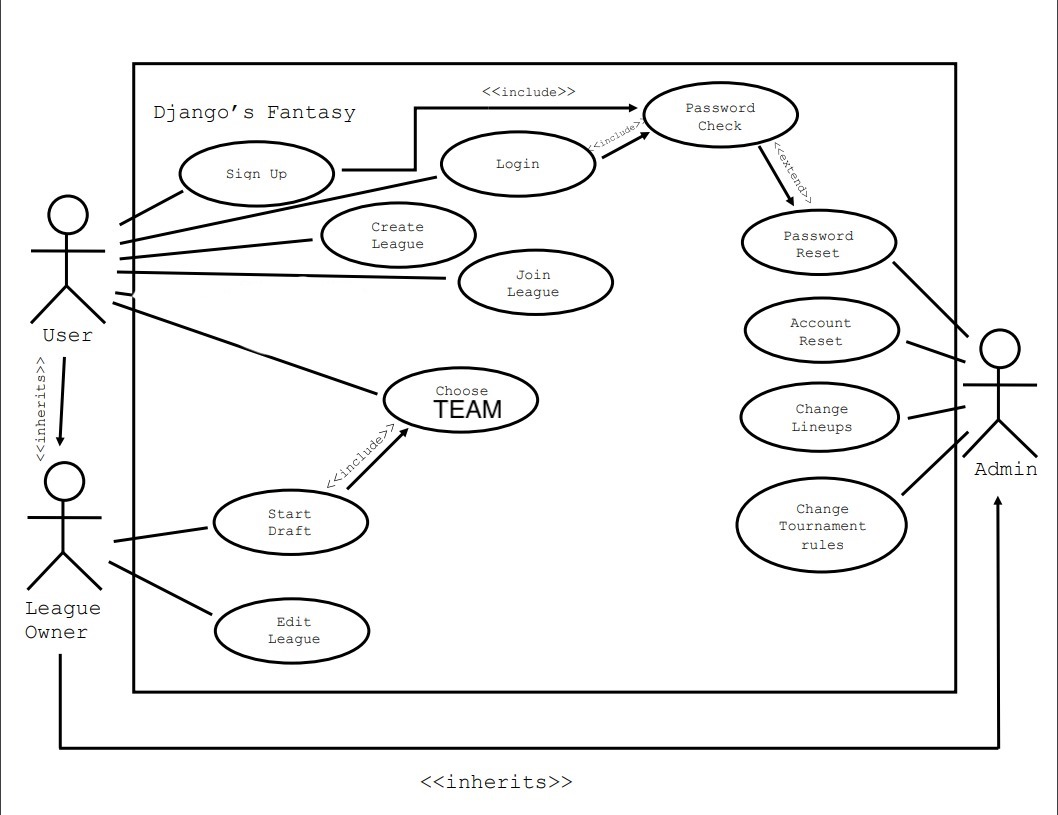 <<include>>
Django's Fantasy
Password
Check
<<include>>
Login
Sign Up
<<extend>>
Create
League
Password
Reset
Join
League
User
Account
Reset
<<inherits>>
Choose
TEAM
Change
Lineups
<<include>>
Admin
Start
Draft
Change
Tournament
rules
League
Owner
Edit
League
<<inherits>>